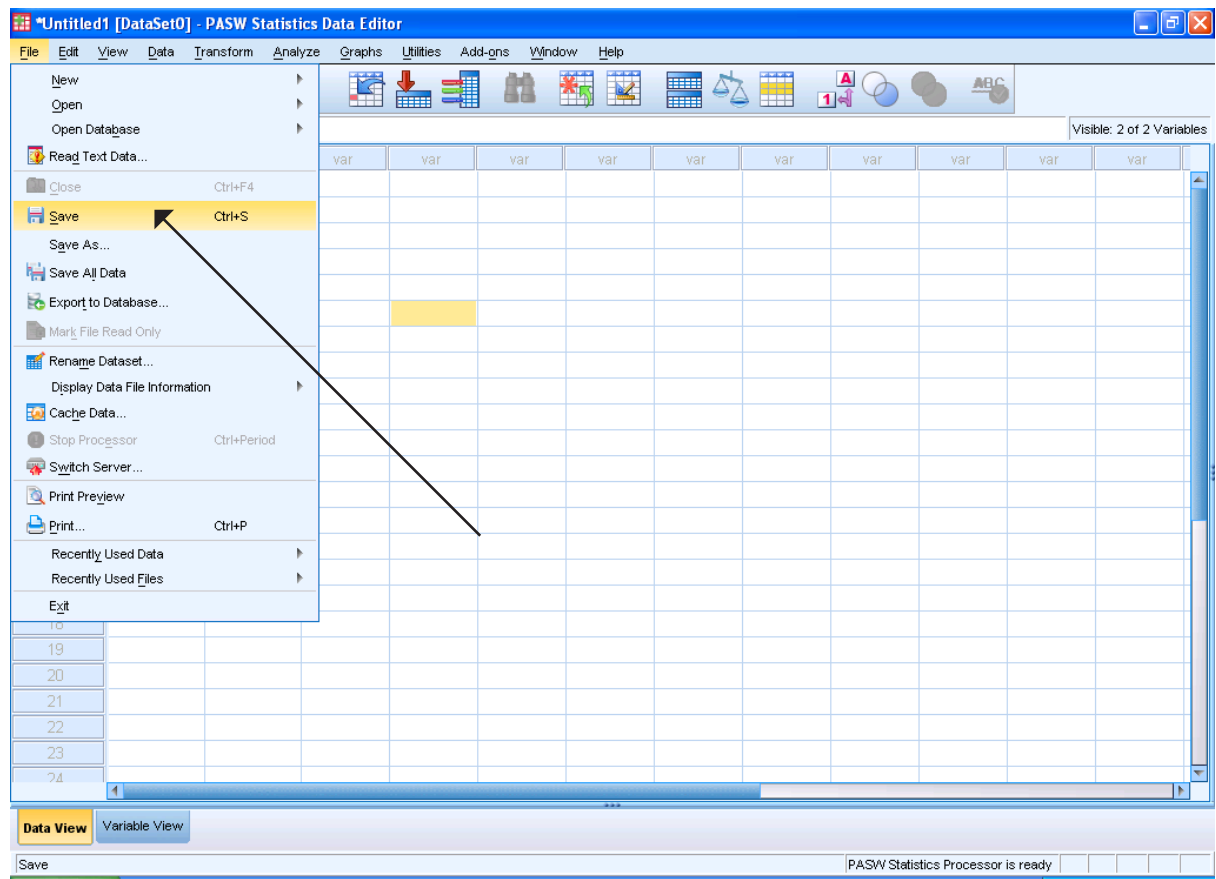 *Untitled1 [DataSet0] - PASW Statistics Data Editor
File Edit View Data Transform Analyze Graphs Utilities Add-ons Window Help
New
Open
Open Database
Read Text Data...
Close Ctrl+F4
Save Ctrl+S
Save As...
Save All Data
Export to Database...
Mark File Read Only
Rename Dataset...
Display Data File Information
Cache Data...
Stop Processor Ctrl+Period
Switch Server...
Print Preview
Print... Ctrl+P
Recently Used Data
Recently Used Files
Exit
A
1
ABC
Visible: 2 of 2 Variables
var var var var var var var var var var
18
19
20
21
22
23
24
Data View Variable View
Save PASW Statistics Processor is ready